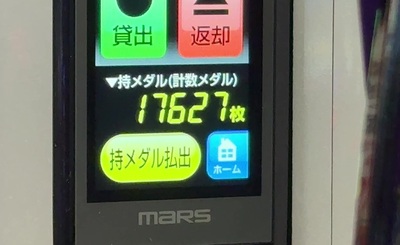 貸出 返却
▼持メダル(計数メダル)
17627枚
持メダル払出 ホーム
mars